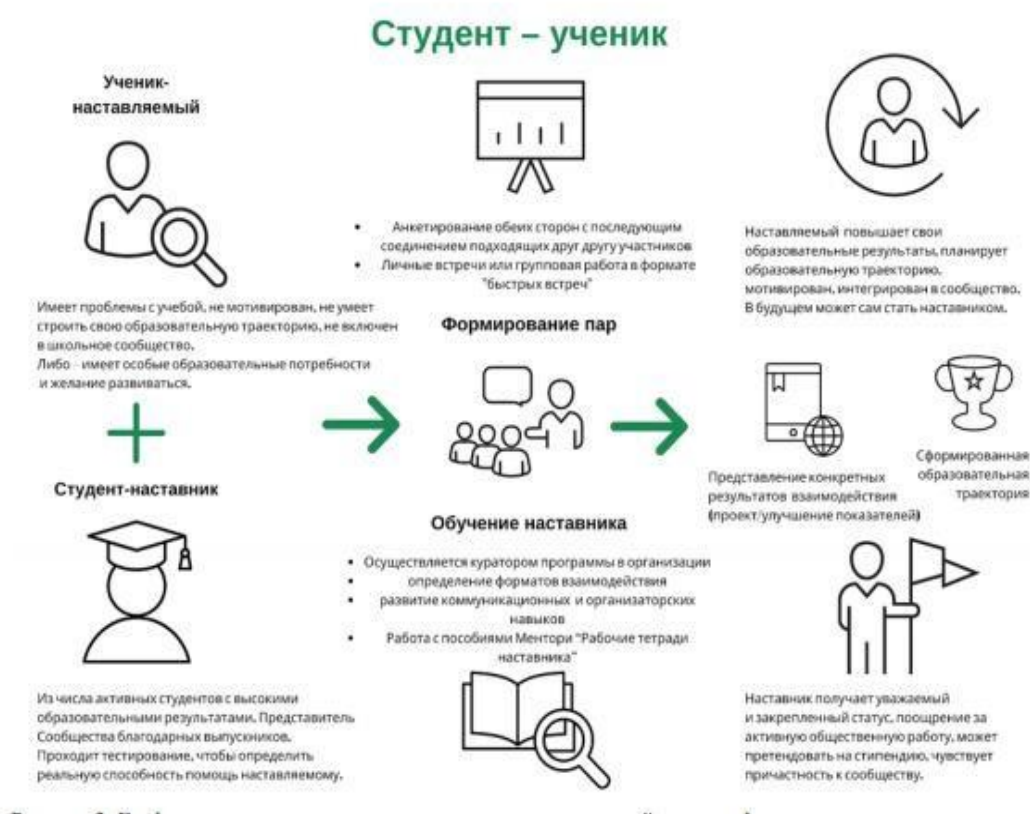 Студент – ученик
Ученик-
наставляемый
Имеет проблемы с учебой, не мотивирован, не умеет
строить свою образовательную траекторию, не включен
в школьное сообщество.
Либо - имеет особые образовательные потребности
и желание развиваться.
Студент-наставник
Из числа активных студентов с высокими
образовательными результатами. Представитель
Сообщества благодарных выпускников.
Проходит тестирование, чтобы определить
реальную способность помощь наставляемому.
• Анкетирование обеих сторон с последующим
соединением подходящих друг другу участников
• Личные встречи или групповая работа в формате
"быстрых встреч"
Формирование пар
Обучение наставника
• Осуществляется куратором программы в организации
• определение форматов взаимодействия
• развитие коммуникационных и организаторских
навыков
• Работа с пособиями Ментори "Рабочие тетради
наставника"
Наставляемый повышает свои
образовательные результаты, планирует
образовательную траекторию,
мотивирован, интегрирован в сообщество.
В будущем может сам стать наставником.
Представление конкретных
результатов взаимодействия
(проект/улучшение показателей)
Сформированная
образовательная
траектория
Наставник получает уважаемый
и закрепленный статус, поощрение за
активную общественную работу, может
претендовать на стипендию, чувствует
причастность к сообществу.